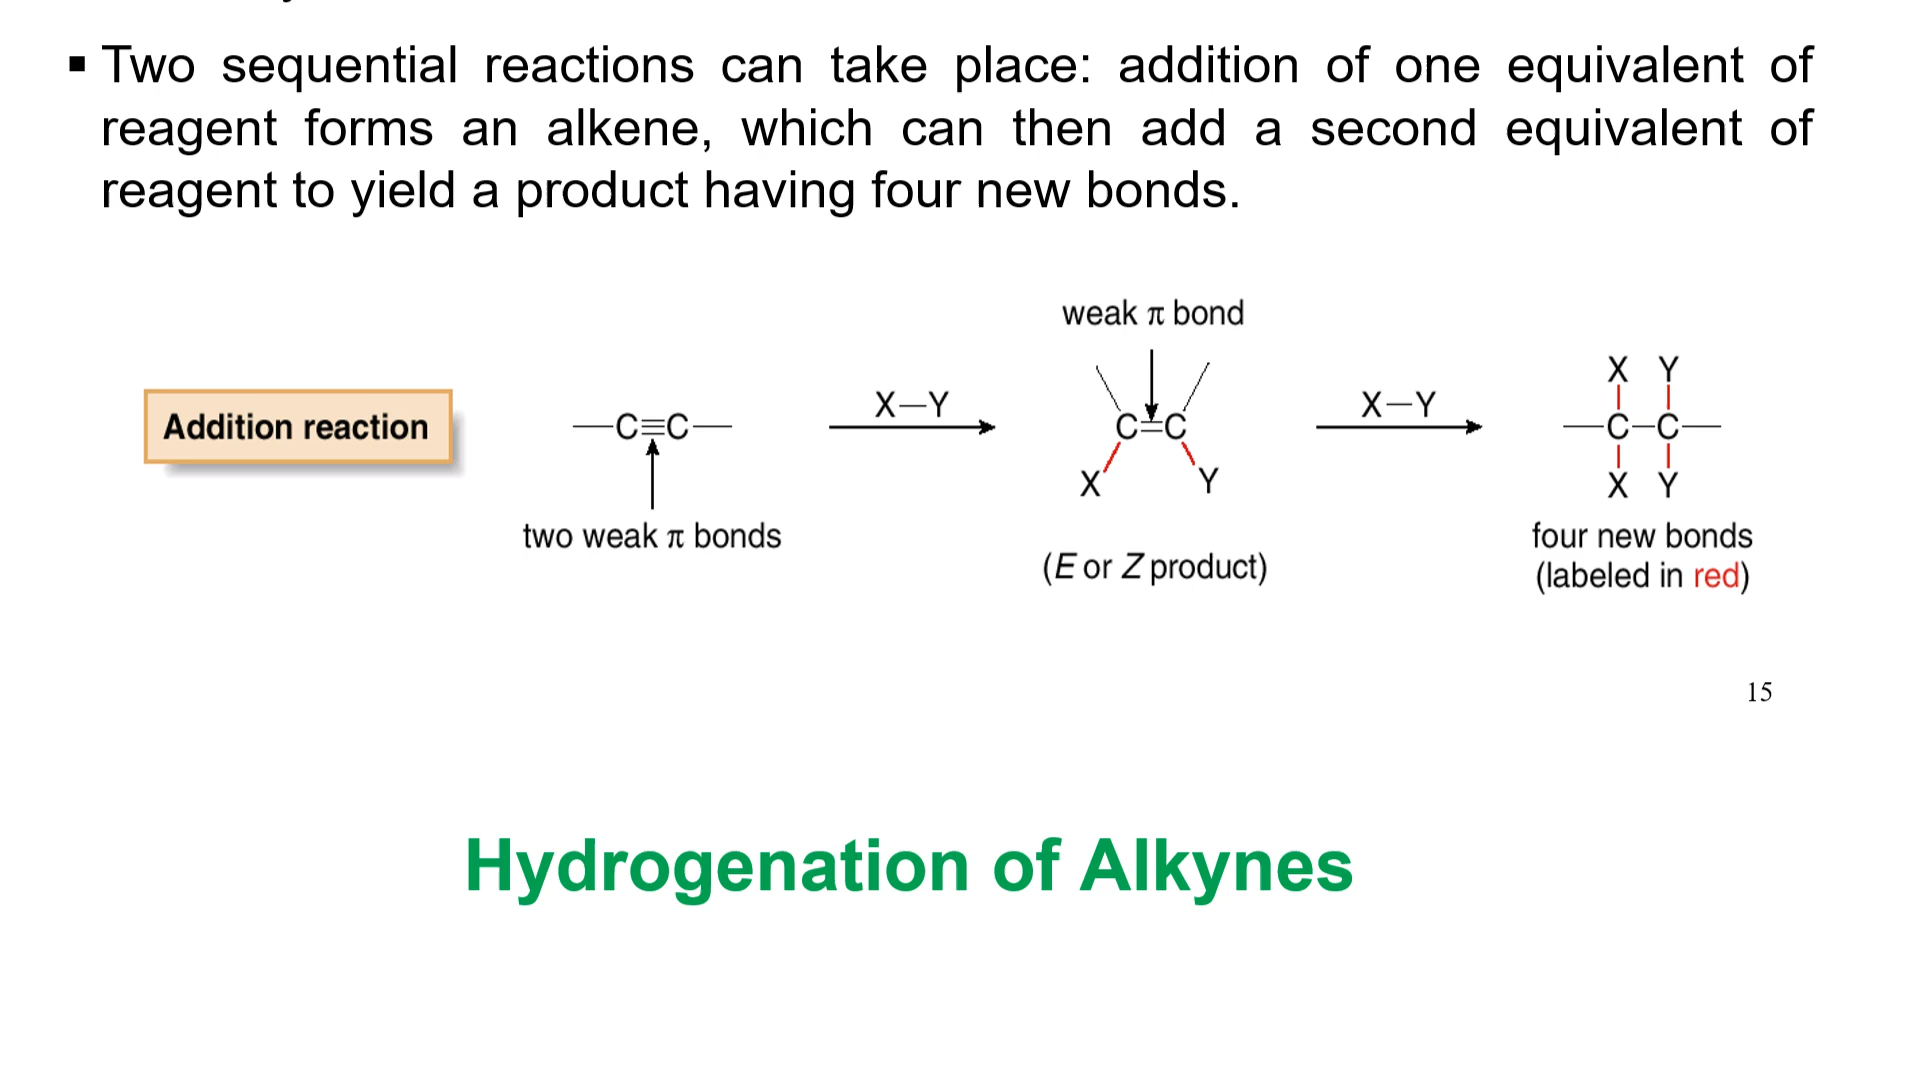 ▪ Two sequential reactions can take place: addition of one equivalent of
reagent forms an alkene, which can then add a second equivalent of
reagent to yield a product having four new bonds.
weak π bond
X Y
X—Y
X—Y
Addition reaction
—C≡C—
C=C
—C—C—
X Y
X Y
two weak π bonds
four new bonds
(E or Z product)
(labeled in red)
15
Hydrogenation of Alkynes